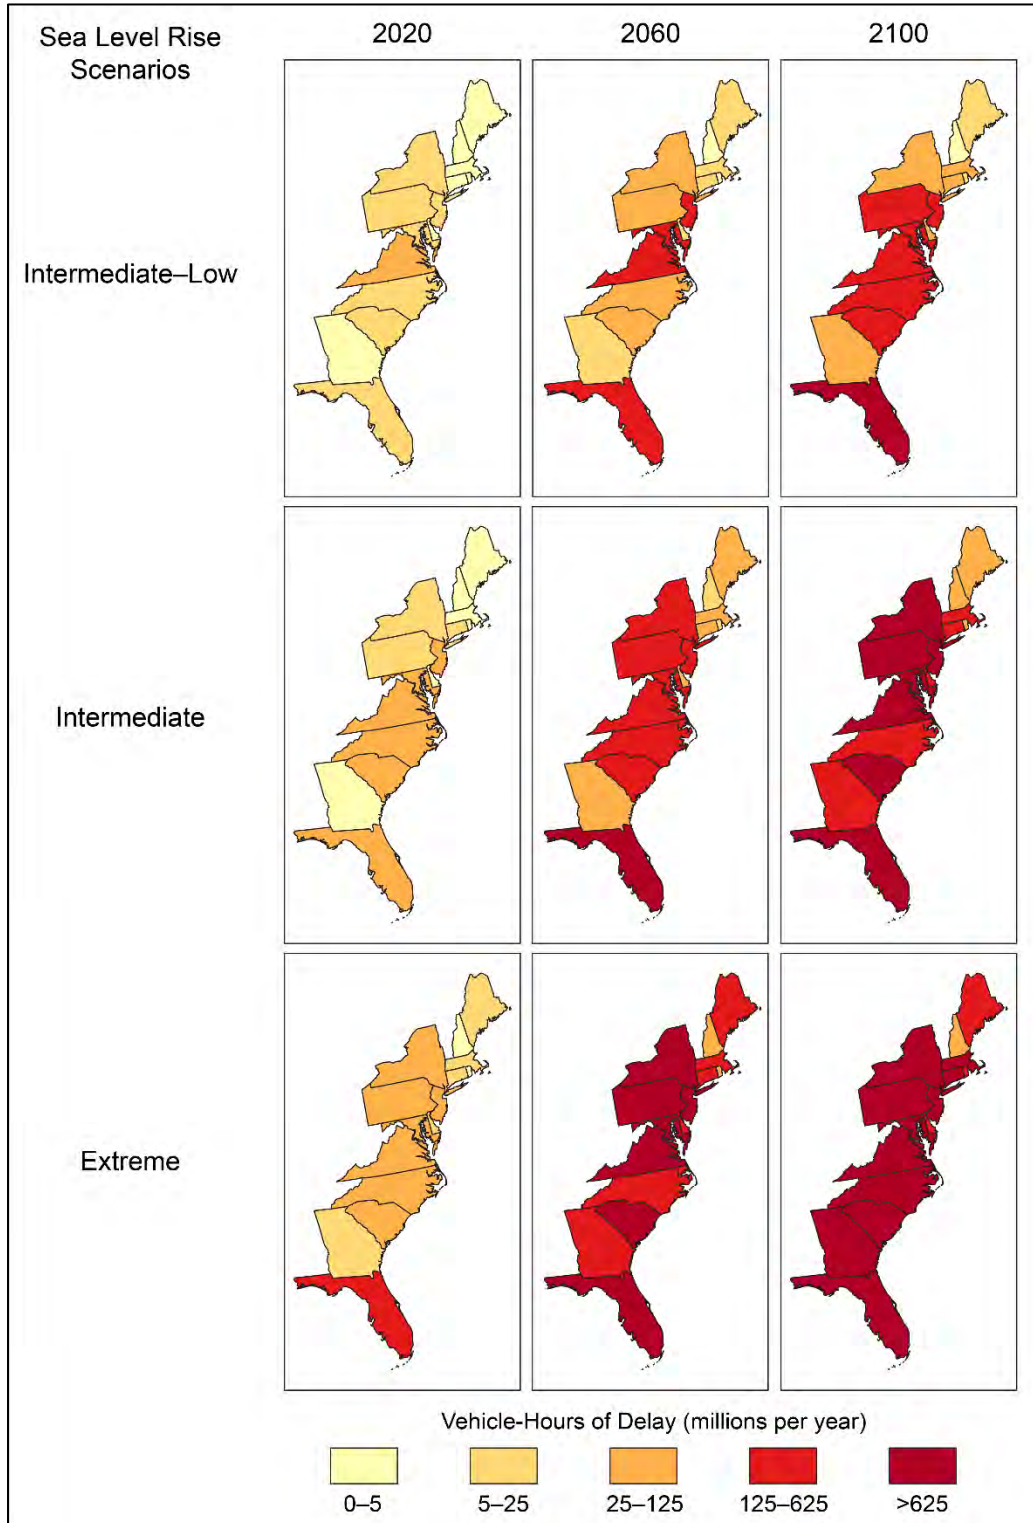 Sea Level Rise
Scenarios
2020
2060
2100
Intermediate–Low
Intermediate
Extreme
Vehicle-Hours of Delay (millions per year)
0–5
5–25
25–125
125–625
>625